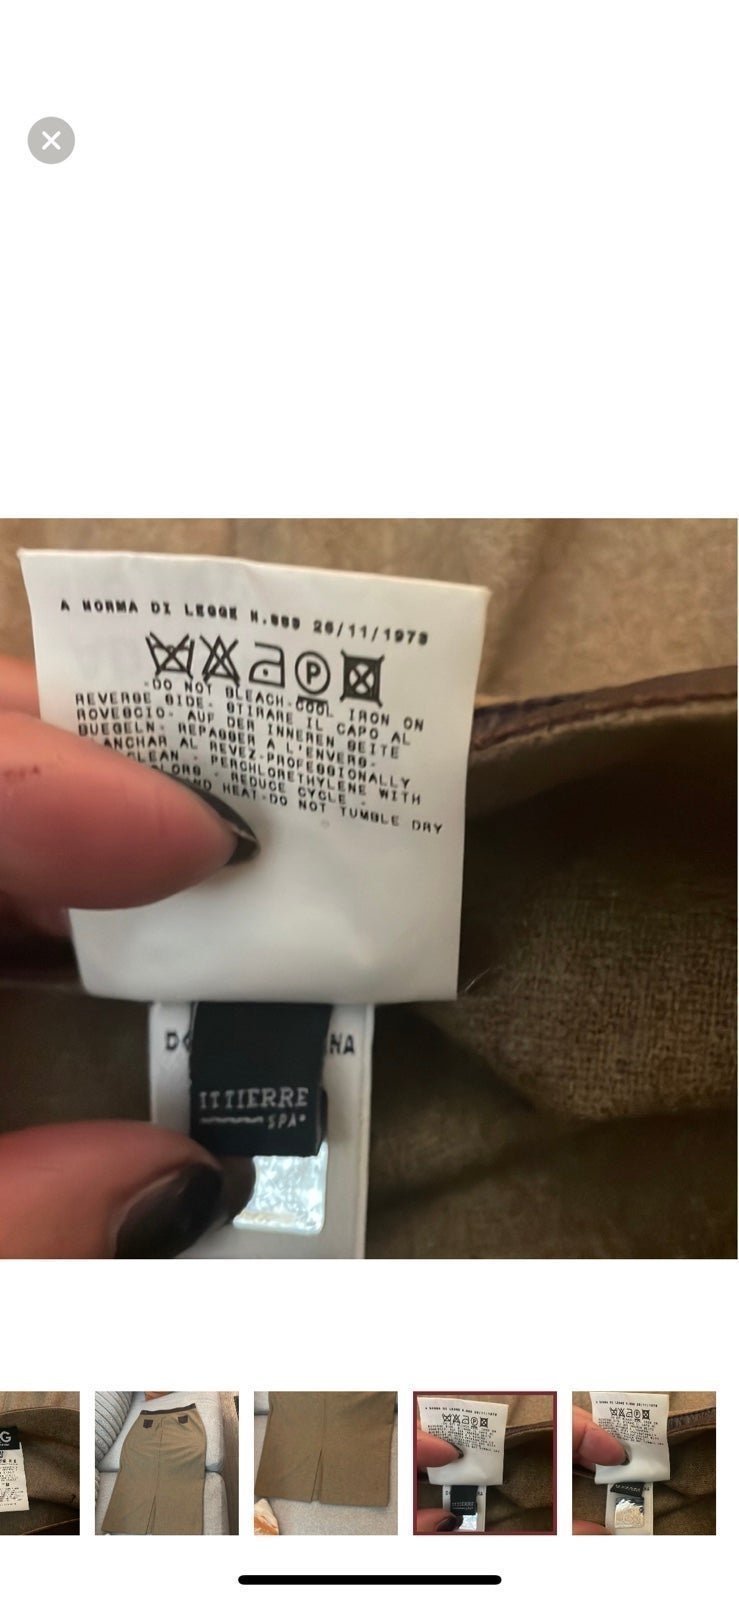 A NORMA DI LEGGE N.883 26/11/1973
P
-DO NOT BLEACH-COOL IRON ON
REVERSE SIDE- STIRARE IL CAPO AL
ROVESCIO- AUF DER INNEREN SEITE
BUEGELN- REPASSER A L'ENVERS-
ANCHAR AL REVEZ-PROFESSIONALLY
CLEAN - PERCHLORETHYLENE WITH
REDUCE CYCLE -
HEAT-DO NOT TUMBLE DRY
NA
ITTIERRE
SPA
G